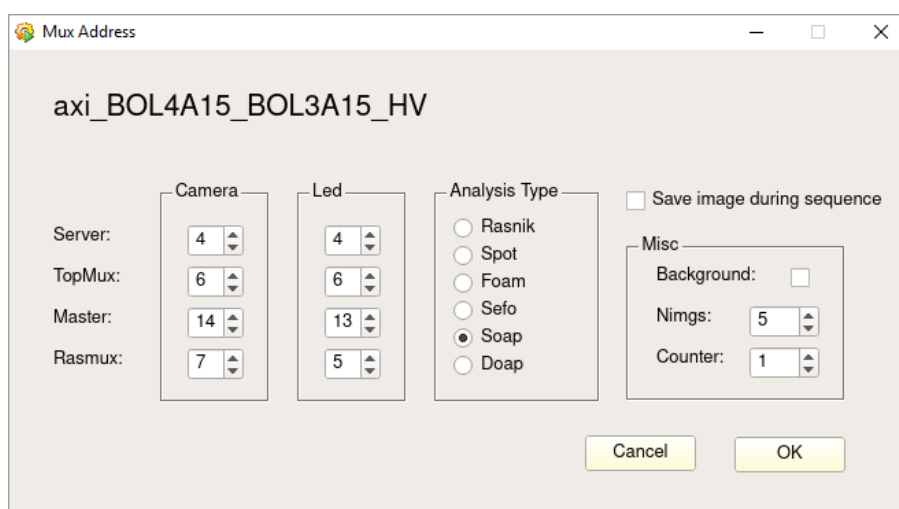 Mux Address
axi_BOL4A15_BOL3A15_HV
Camera Led Analysis Type Save image during sequence
Server: 4 4 Rasnik
Spot
Misc
TopMux: 6 6 Foam Background:
Sefo
Master: 14 13 Soap Nimgs: 5
Rasmux: 7 5 Doap Counter: 1
Cancel OK